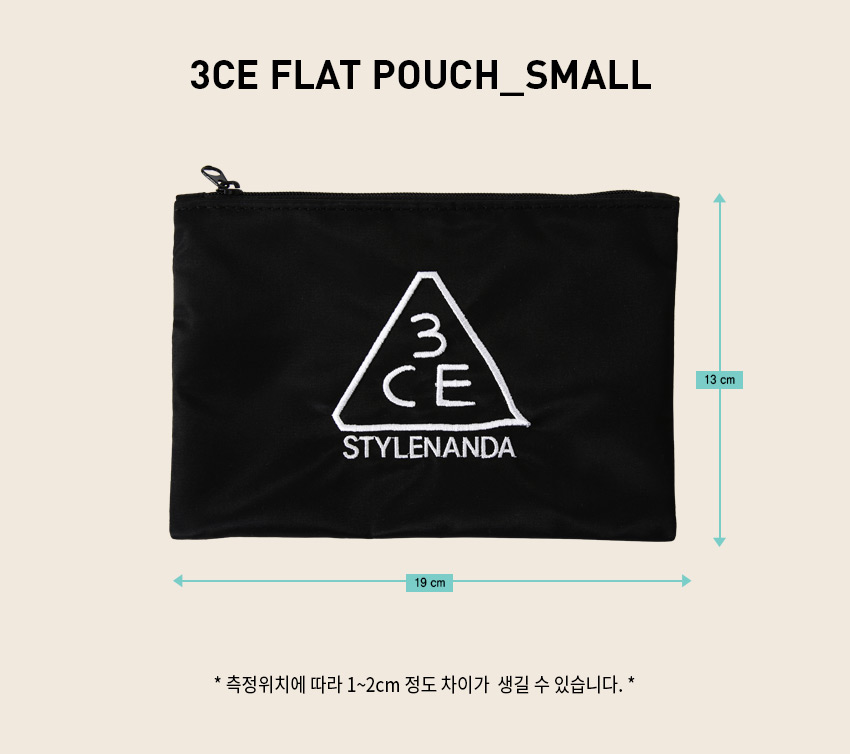 3CE FLAT POUCH_SMALL
3
CE
STYLENANDA
13 cm
19 cm
* 측정위치에 따라 1~2cm 정도 차이가 생길 수 있습니다. *